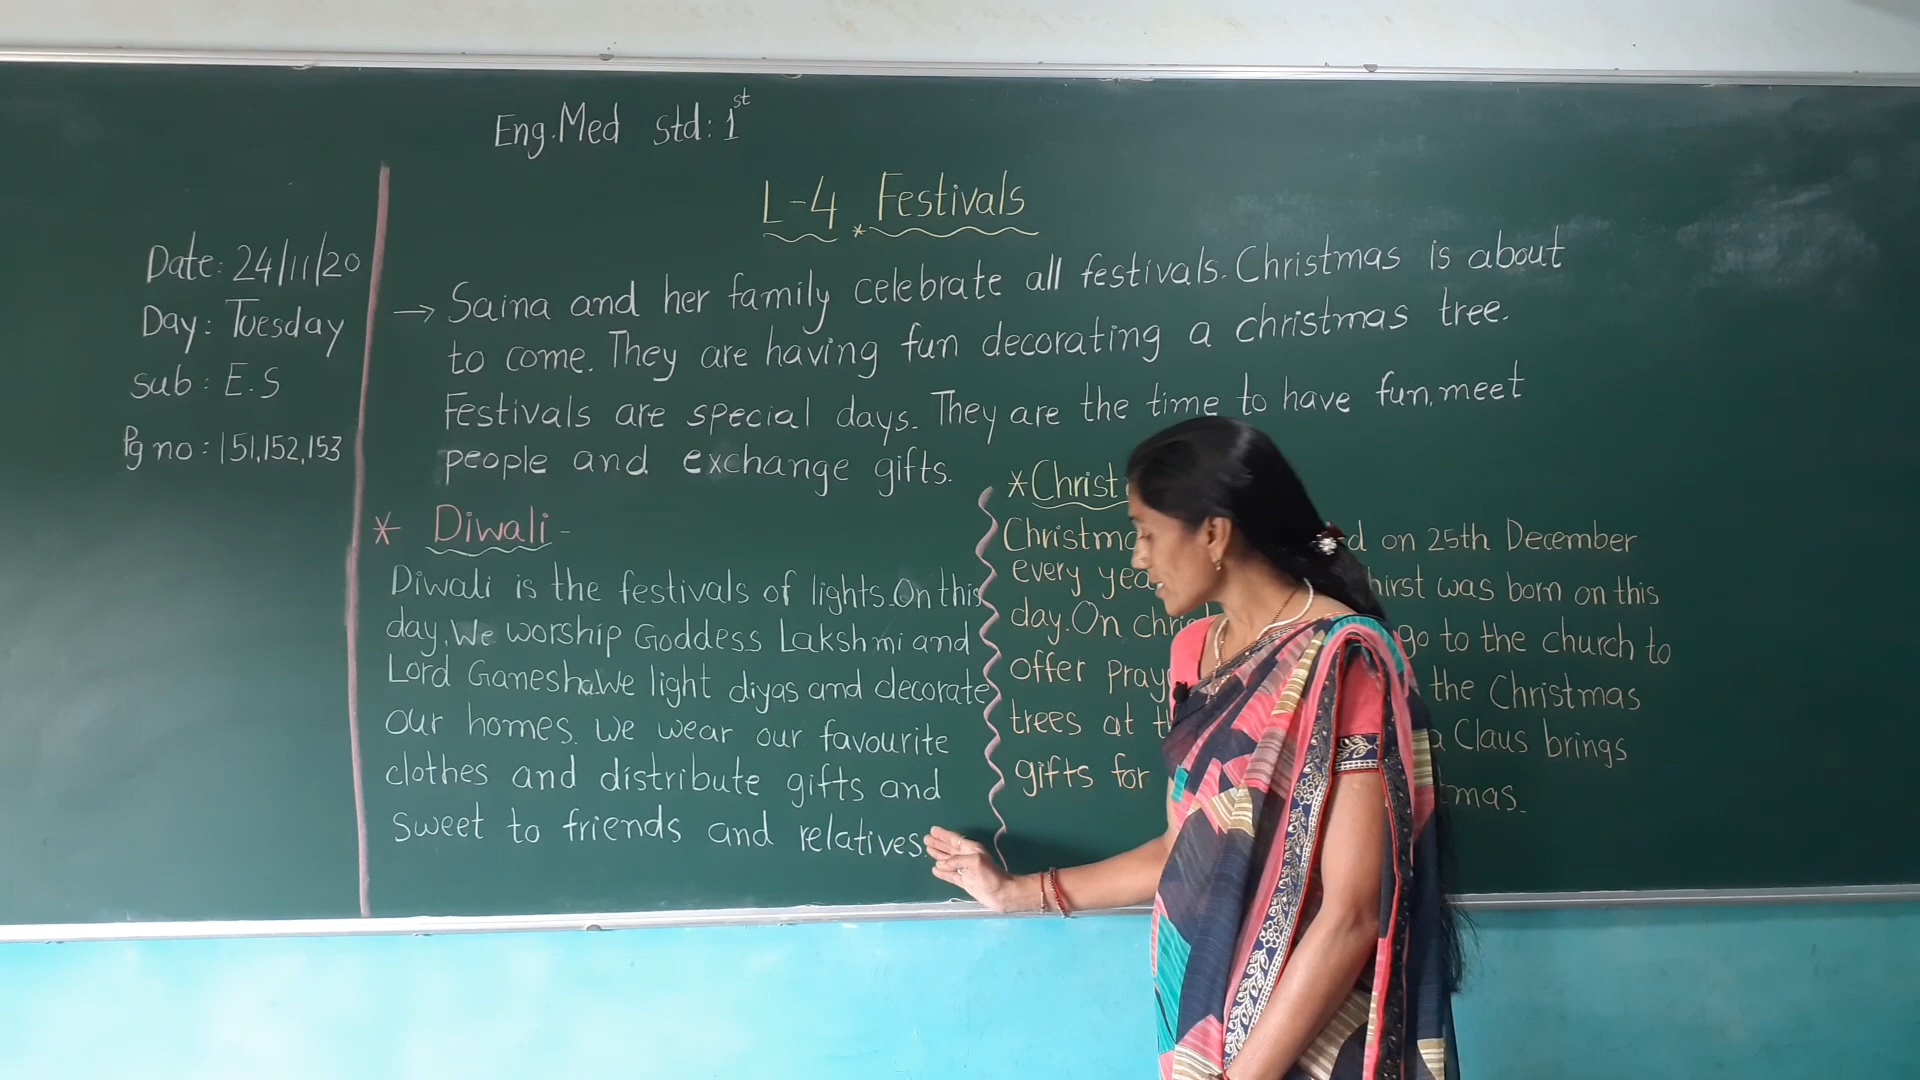 Eng.Med Std: 1st
L-4 Festivals
Date: 24/11/20
Day: Tuesday
Sub: E.S
Pg no: 151,152,153
→ Saina and her family celebrate all festivals. Christmas is about
to come. They are having fun decorating a christmas tree.
Festivals are special days. They are the time to have fun, meet
people and exchange gifts.
* Diwali -
Diwali is the festivals of lights. On this
day, We worship Goddess Lakshmi and
Lord Ganesha. We light diyas and decorate
our homes. We wear our favourite
clothes and distribute gifts and
sweet to friends and relatives.
* Christ
Christma d on 25th December
every yea hirst was born on this
day. On chri go to the church to
offer pray the Christmas
trees at th a Claus brings
gifts for tmas.